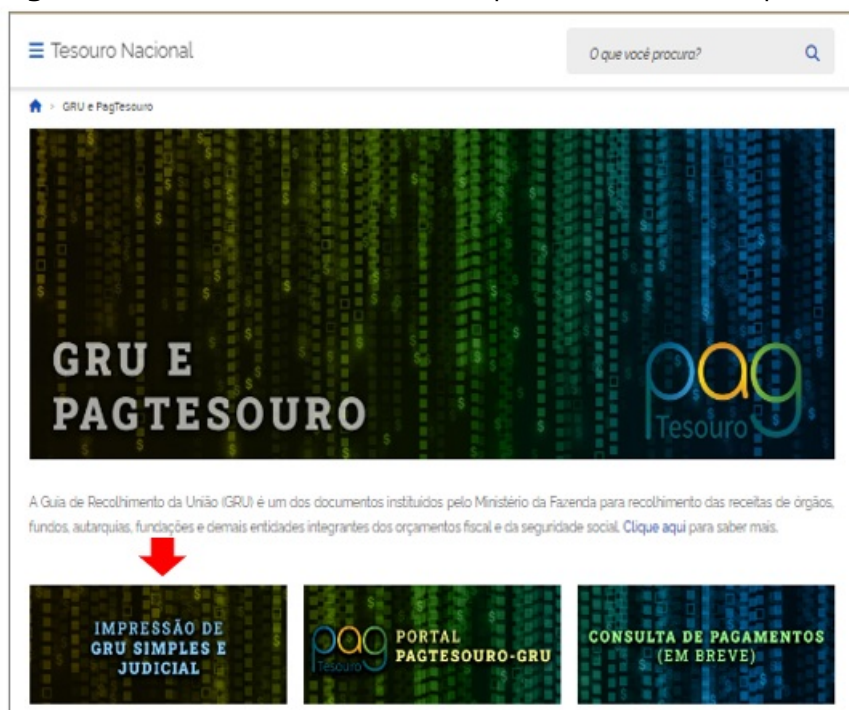 Tesouro Nacional
O que você procura?
GRU e PagTesouro
GRU E
PAGTESOURO
pag
Tesouro
A Guia de Recolhimento da União (GRU) é um dos documentos instituídos pelo Ministério da Fazenda para recolhimento das receitas de órgãos,
fundos, autarquias, fundações e demais entidades integrantes dos orçamentos fiscal e da seguridade social. Clique aqui para saber mais.
IMPRESSÃO DE
GRU SIMPLES E
JUDICIAL
pag
Tesouro
PORTAL
PAGTESOURO-GRU
CONSULTA DE PAGAMENTOS
(EM BREVE)